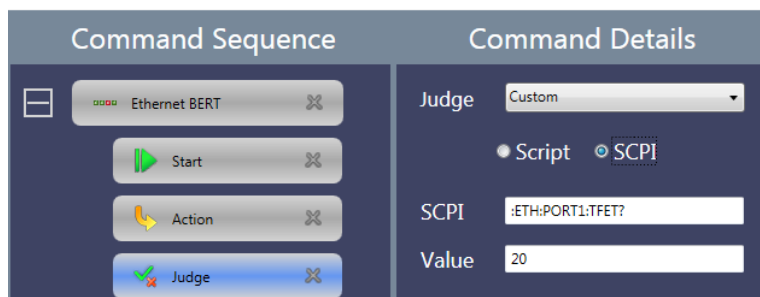 Command Sequence
Ethernet BERT
Start
Action
Judge
Command Details
Judge
Custom
Script
SCPI
SCPI
:ETH:PORT1:TFET?
Value
20